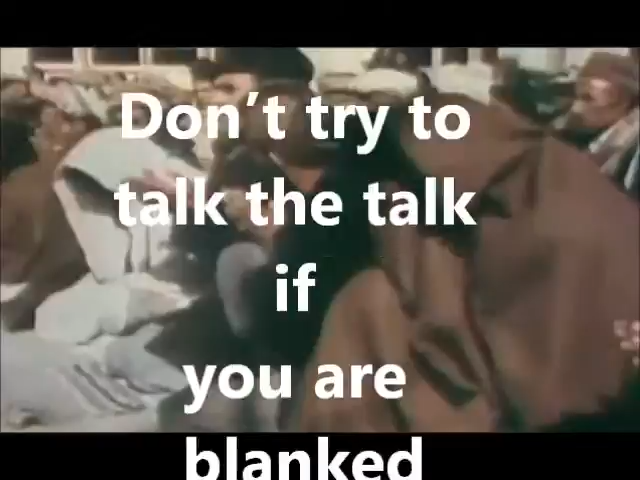 Don’t try to
talk the talk
if
you are
blanked